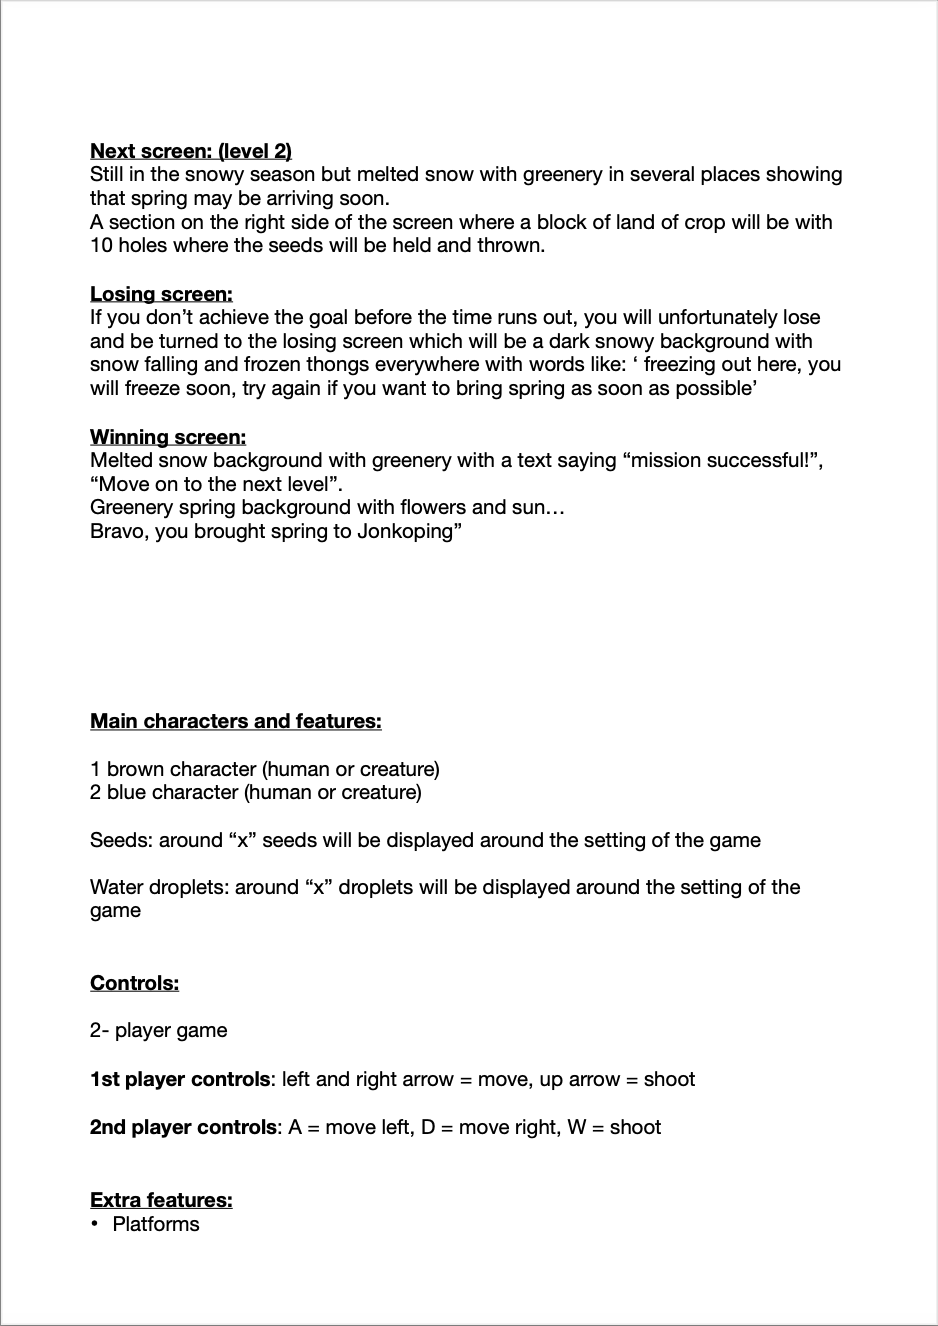 Next screen: (level 2)
Still in the snowy season but melted snow with greenery in several places showing
that spring may be arriving soon.
A section on the right side of the screen where a block of land of crop will be with
10 holes where the seeds will be held and thrown.
Losing screen:
If you don’t achieve the goal before the time runs out, you will unfortunately lose
and be turned to the losing screen which will be a dark snowy background with
snow falling and frozen thongs everywhere with words like: ‘ freezing out here, you
will freeze soon, try again if you want to bring spring as soon as possible’
Winning screen:
Melted snow background with greenery with a text saying “mission successful!”,
“Move on to the next level”.
Greenery spring background with flowers and sun…
Bravo, you brought spring to Jonkoping”
Main characters and features:
1 brown character (human or creature)
2 blue character (human or creature)
Seeds: around “x” seeds will be displayed around the setting of the game
Water droplets: around “x” droplets will be displayed around the setting of the
game
Controls:
2- player game
1st player controls: left and right arrow = move, up arrow = shoot
2nd player controls: A = move left, D = move right, W = shoot
Extra features:
• Platforms